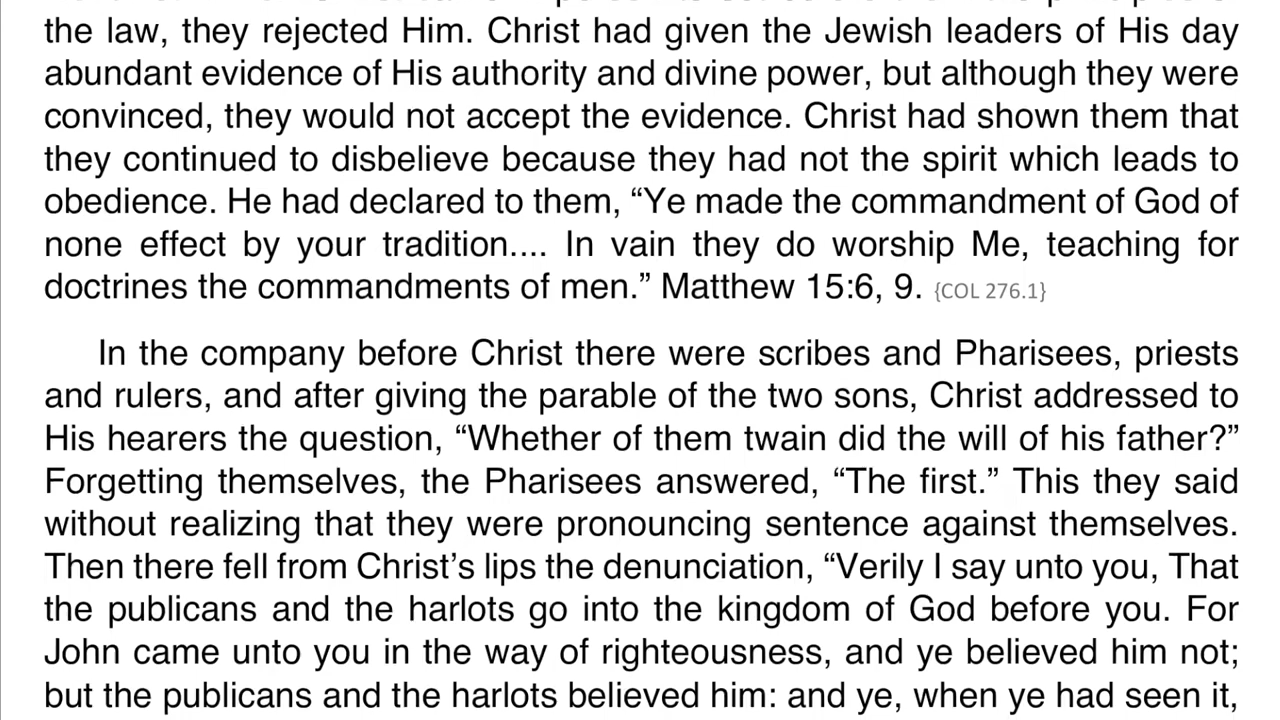 the law, they rejected Him. Christ had given the Jewish leaders of His day
abundant evidence of His authority and divine power, but although they were
convinced, they would not accept the evidence. Christ had shown them that
they continued to disbelieve because they had not the spirit which leads to
obedience. He had declared to them, “Ye made the commandment of God of
none effect by your tradition.... In vain they do worship Me, teaching for
doctrines the commandments of men.” Matthew 15:6, 9. {COL 276.1}
In the company before Christ there were scribes and Pharisees, priests
and rulers, and after giving the parable of the two sons, Christ addressed to
His hearers the question, “Whether of them twain did the will of his father?”
Forgetting themselves, the Pharisees answered, “The first.” This they said
without realizing that they were pronouncing sentence against themselves.
Then there fell from Christ’s lips the denunciation, “Verily I say unto you, That
the publicans and the harlots go into the kingdom of God before you. For
John came unto you in the way of righteousness, and ye believed him not;
but the publicans and the harlots believed him: and ye, when ye had seen it,